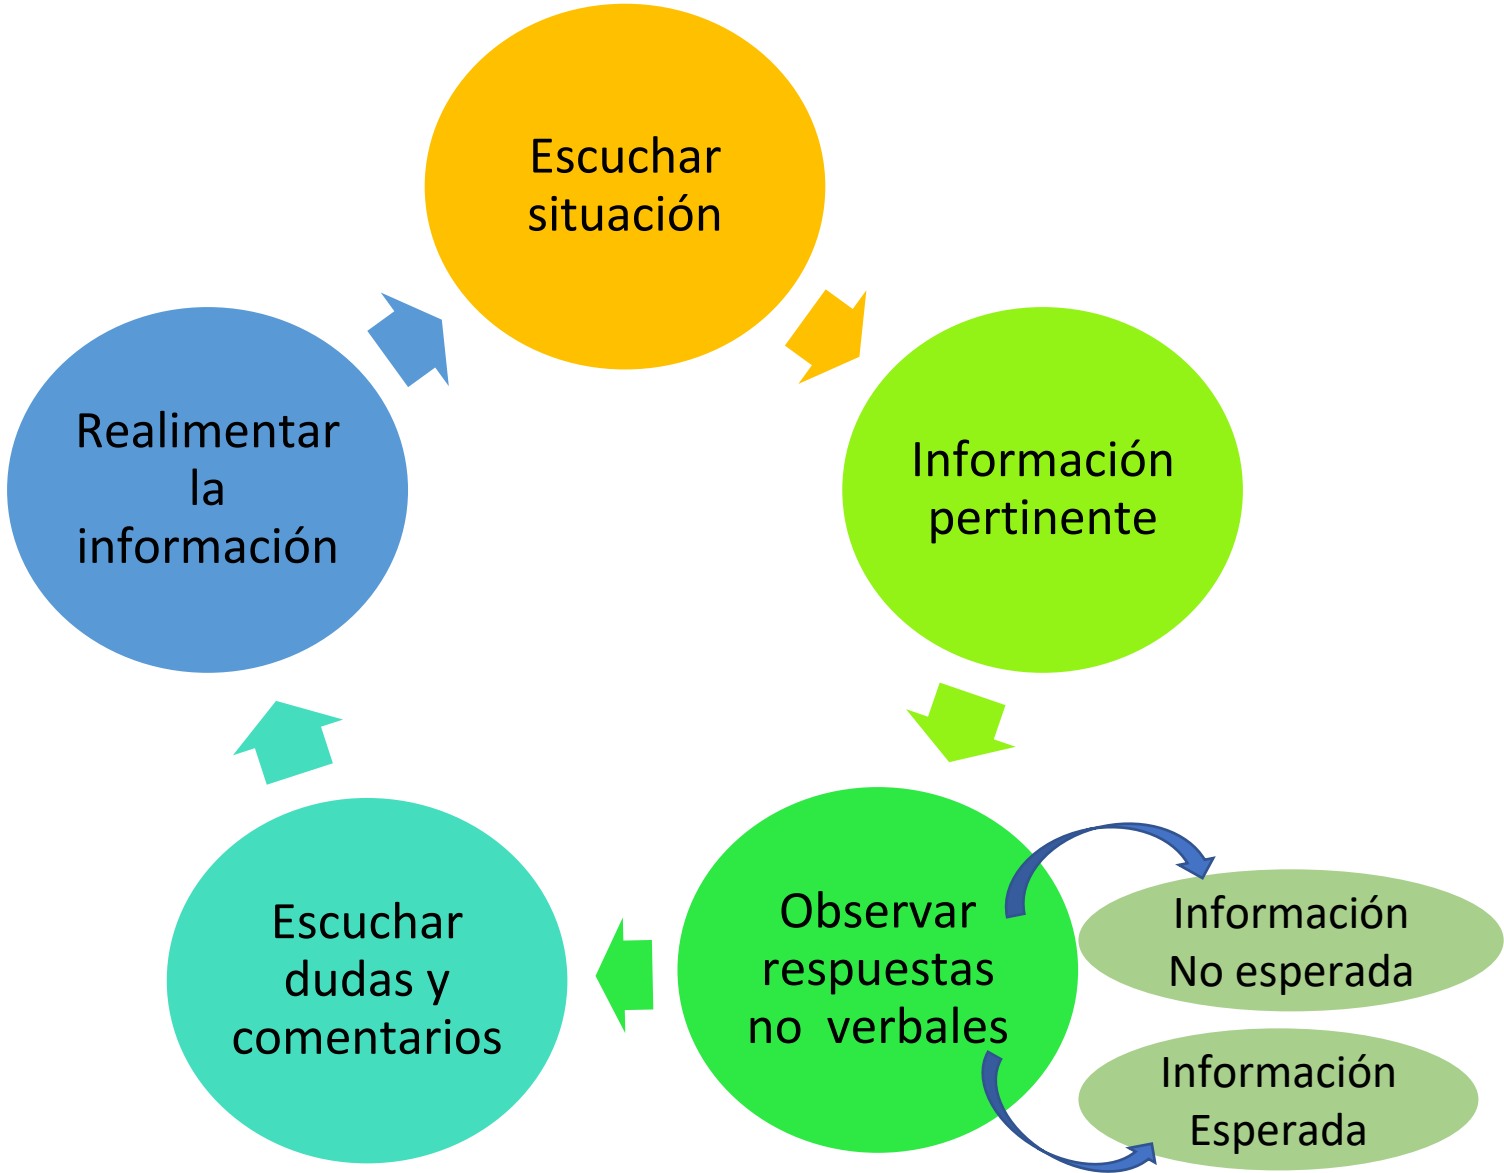 Escuchar
situación
Información
pertinente
Observar
respuestas
no verbales
Información
No esperada
Información
Esperada
Escuchar
dudas y
comentarios
Realimentar
la
información